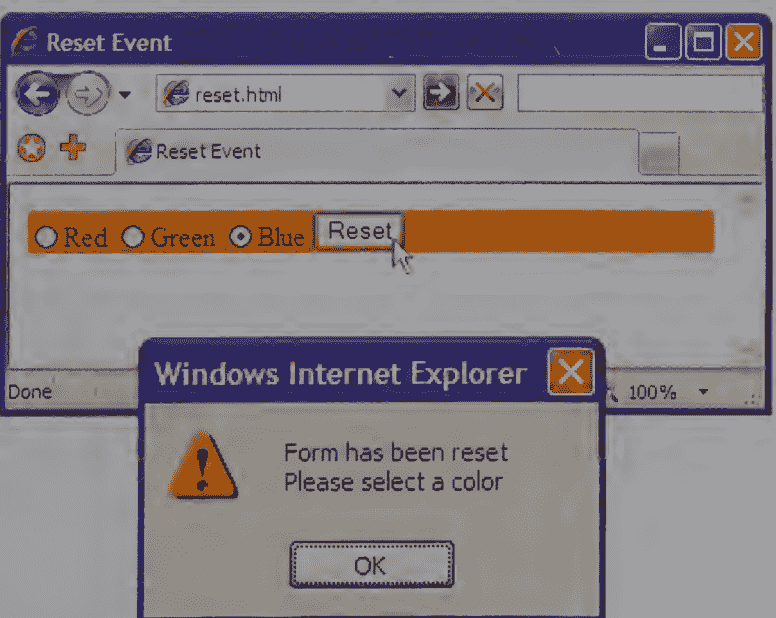 Reset Event
reset.html
Reset Event
Red Green Blue Reset
Done 100%
Windows Internet Explorer
Form has been reset
Please select a color
OK